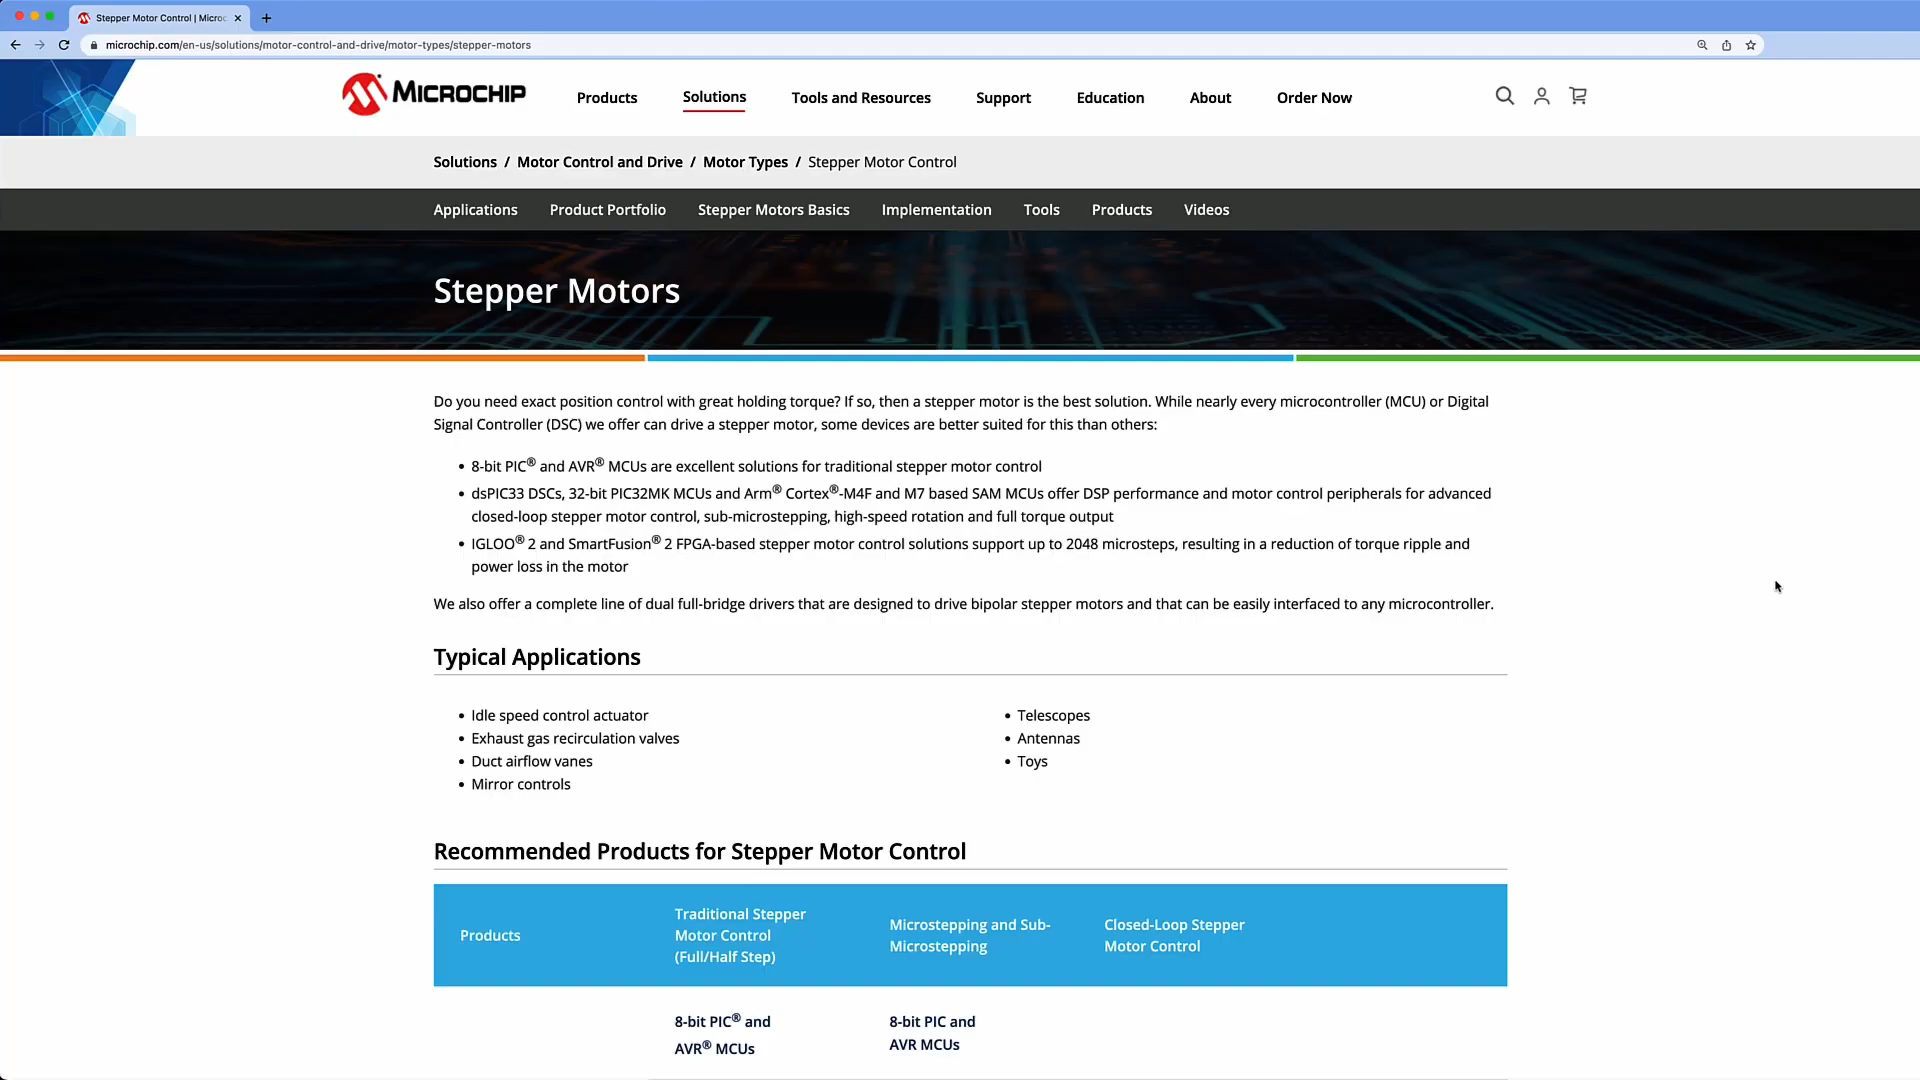 Stepper Motor Control | Microc
microchip.com/en-us/solutions/motor-control-and-drive/motor-types/stepper-motors
MICROCHIP
Products Solutions Tools and Resources Support Education About Order Now
Solutions / Motor Control and Drive / Motor Types / Stepper Motor Control
Applications Product Portfolio Stepper Motors Basics Implementation Tools Products Videos
Stepper Motors
Do you need exact position control with great holding torque? If so, then a stepper motor is the best solution. While nearly every microcontroller (MCU) or Digital
Signal Controller (DSC) we offer can drive a stepper motor, some devices are better suited for this than others:
• 8-bit PIC® and AVR® MCUs are excellent solutions for traditional stepper motor control
• dsPIC33 DSCs, 32-bit PIC32MK MCUs and Arm® Cortex®-M4F and M7 based SAM MCUs offer DSP performance and motor control peripherals for advanced
closed-loop stepper motor control, sub-microstepping, high-speed rotation and full torque output
• IGLOO® 2 and SmartFusion® 2 FPGA-based stepper motor control solutions support up to 2048 microsteps, resulting in a reduction of torque ripple and
power loss in the motor
We also offer a complete line of dual full-bridge drivers that are designed to drive bipolar stepper motors and that can be easily interfaced to any microcontroller.
Typical Applications
• Idle speed control actuator
• Exhaust gas recirculation valves
• Duct airflow vanes
• Mirror controls
• Telescopes
• Antennas
• Toys
Recommended Products for Stepper Motor Control
Products
Traditional Stepper
Motor Control
(Full/Half Step)
Microstepping and Sub-
Microstepping
Closed-Loop Stepper
Motor Control
8-bit PIC® and
AVR® MCUs
8-bit PIC and
AVR MCUs